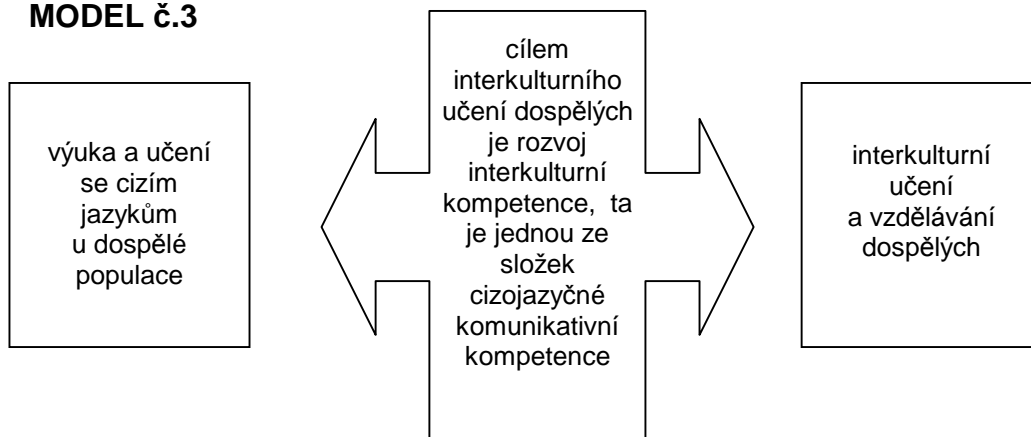 MODEL č.3
výuka a učení
se cizím
jazykům
u dospělé
populace
cílem
interkulturního
učení dospělých
je rozvoj
interkulturní
kompetence, ta
je jednou ze
složek
cizojazyčné
komunikativní
kompetence
interkulturní
učení
a vzdělávání
dospělých